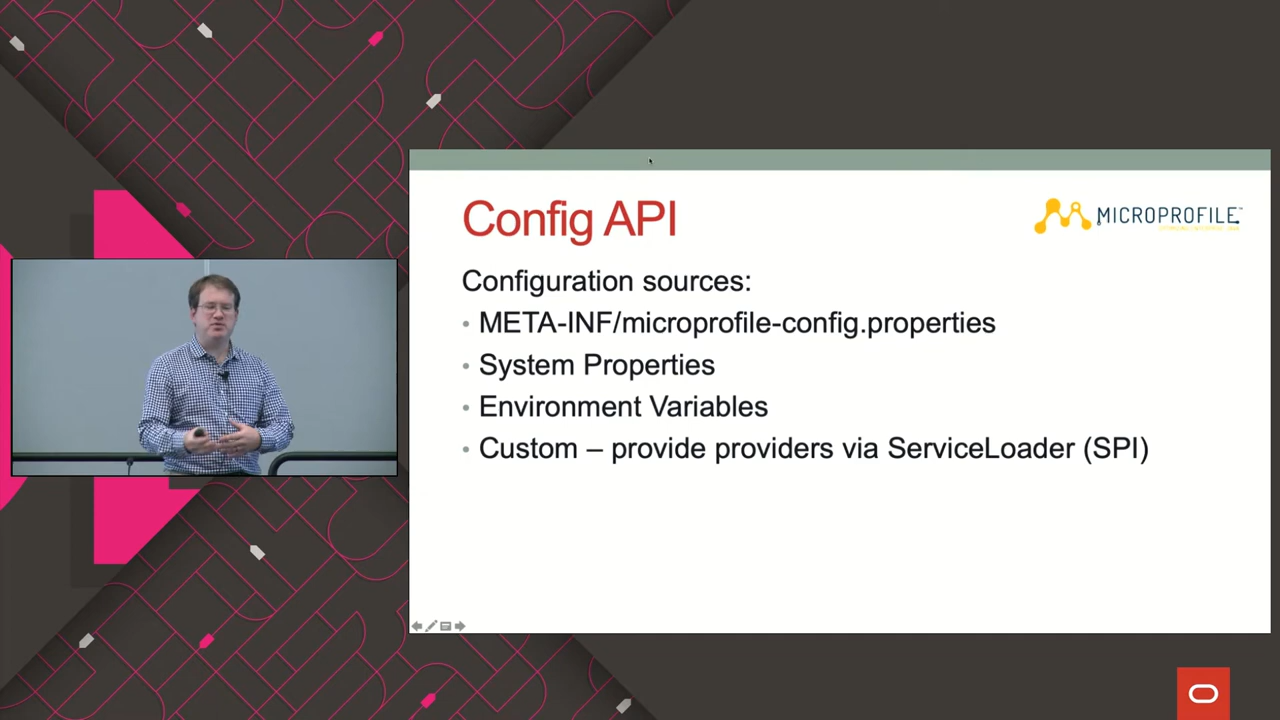 Config API
MICROPROFILE
Configuration sources:
META-INF/microprofile-config.properties
System Properties
Environment Variables
Custom – provide providers via ServiceLoader (SPI)